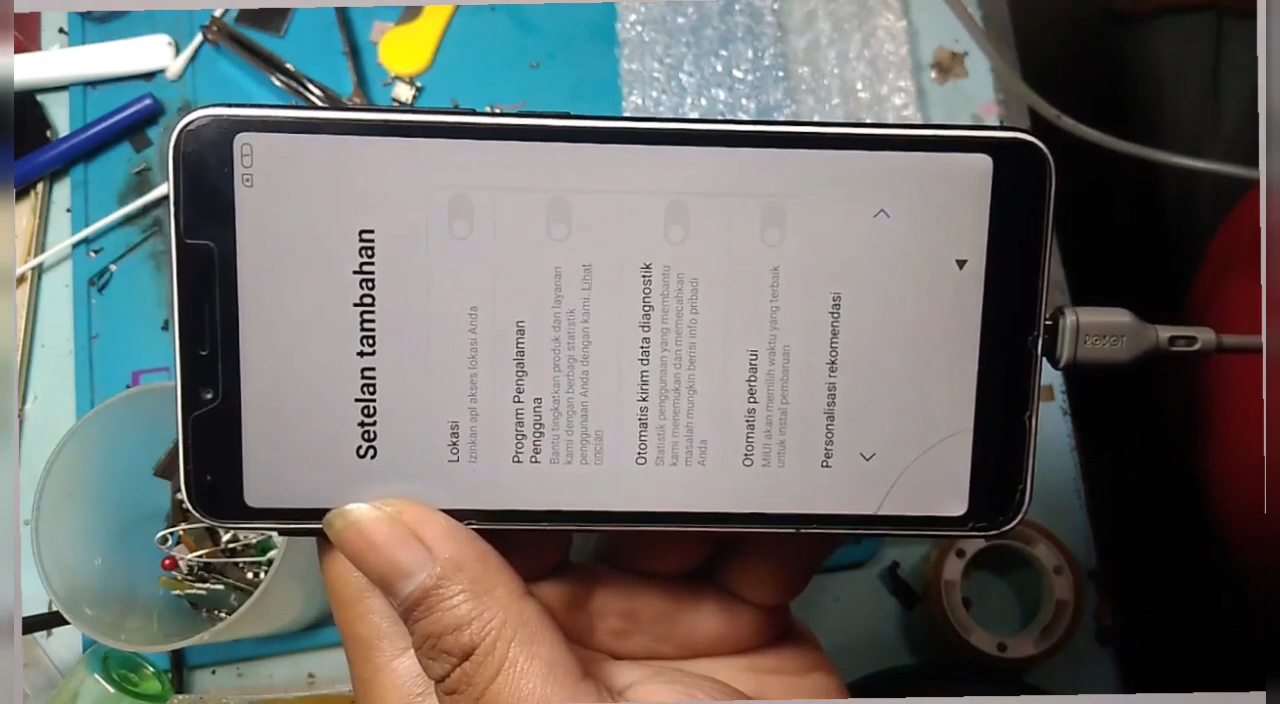 Setelan tambahan
Lokasi
Izinkan apl akses lokasi Anda
Program Pengalaman
Pengguna
Bantu tingkatkan produk dan layanan
kami dengan berbagi statistik
penggunaan Anda dengan kami. Lihat
rincian
Otomatis kirim data diagnostik
Statistik penggunaan yang membantu
kami menemukan dan memecahkan
masalah mungkin berisi info pribadi
Anda
Otomatis perbarui
MIUI akan memilih waktu yang terbaik
untuk instal pembaruan
Personalisasi rekomendasi